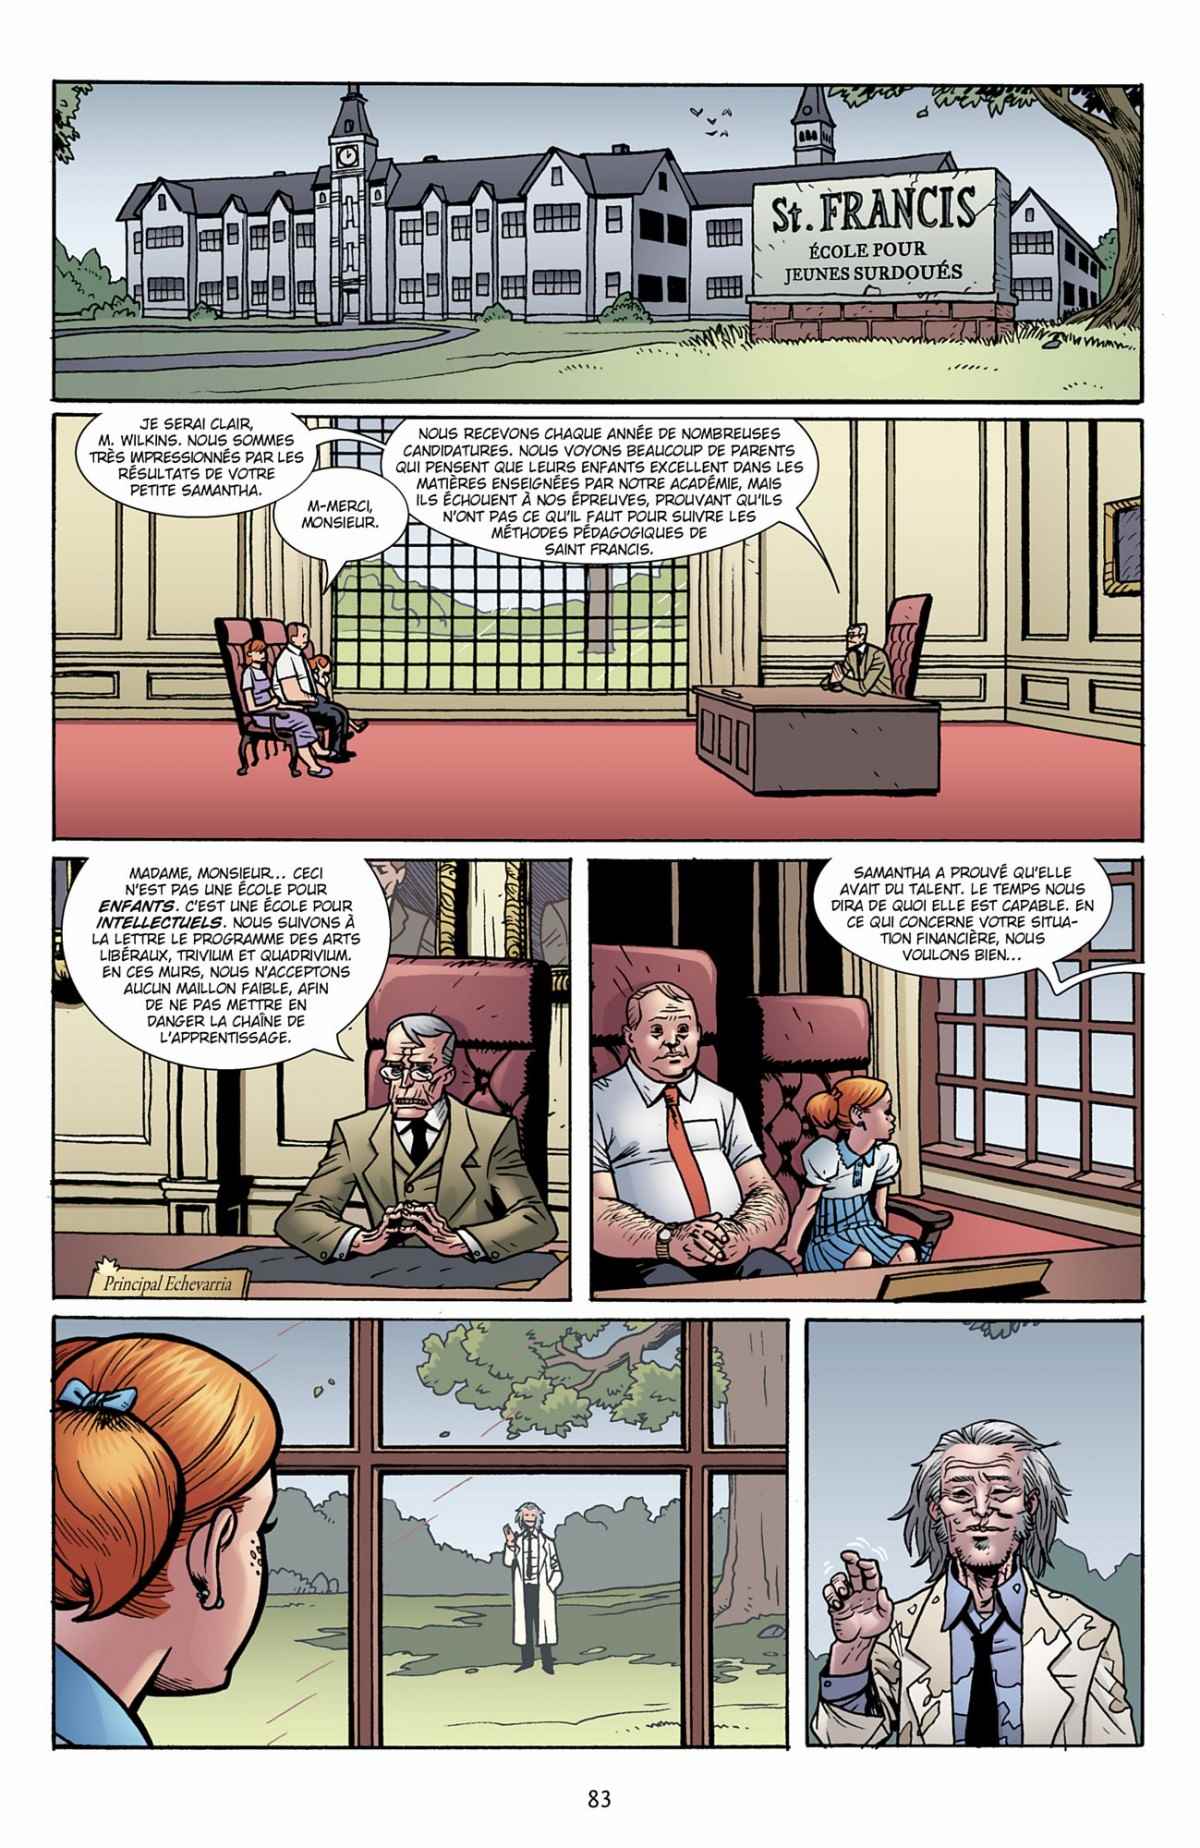 St. FRANCIS
ÉCOLE POUR
JEUNES SURDOUÉS
JE SERAI CLAIR,
M. WILKINS. NOUS SOMMES
TRÈS IMPRESSIONNÉS PAR LES
RÉSULTATS DE VOTRE
PETITE SAMANTHA.
M-MERCI,
MONSIEUR.
NOUS RECEVONS CHAQUE ANNÉE DE NOMBREUSES
CANDIDATURES. NOUS VOYONS BEAUCOUP DE PARENTS
QUI PENSENT QUE LEURS ENFANTS EXCELLENT DANS LES
MATIÈRES ENSEIGNÉES PAR NOTRE ACADÉMIE, MAIS
ILS ÉCHOUENT À NOS ÉPREUVES, PROUVANT QU'ILS
N'ONT PAS CE QU'IL FAUT POUR SUIVRE LES
MÉTHODES PÉDAGOGIQUES DE
SAINT FRANCIS.
MADAME, MONSIEUR... CECI
N'EST PAS UNE ÉCOLE POUR
ENFANTS. C'EST UNE ÉCOLE POUR
INTELLECTUELS. NOUS SUIVONS À
LA LETTRE LE PROGRAMME DES ARTS
LIBÉRAUX, TRIVIUM ET QUADRIVIUM.
EN CES MURS, NOUS N'ACCEPTONS
AUCUN MAILLON FAIBLE, AFIN
DE NE PAS METTRE EN
DANGER LA CHAÎNE DE
L'APPRENTISSAGE.
Principal Echevarria
SAMANTHA A PROUVÉ QU'ELLE
AVAIT DU TALENT. LE TEMPS NOUS
DIRA DE QUOI ELLE EST CAPABLE. EN
CE QUI CONCERNE VOTRE SITUA-
TION FINANCIÈRE, NOUS
VOULONS BIEN...
83